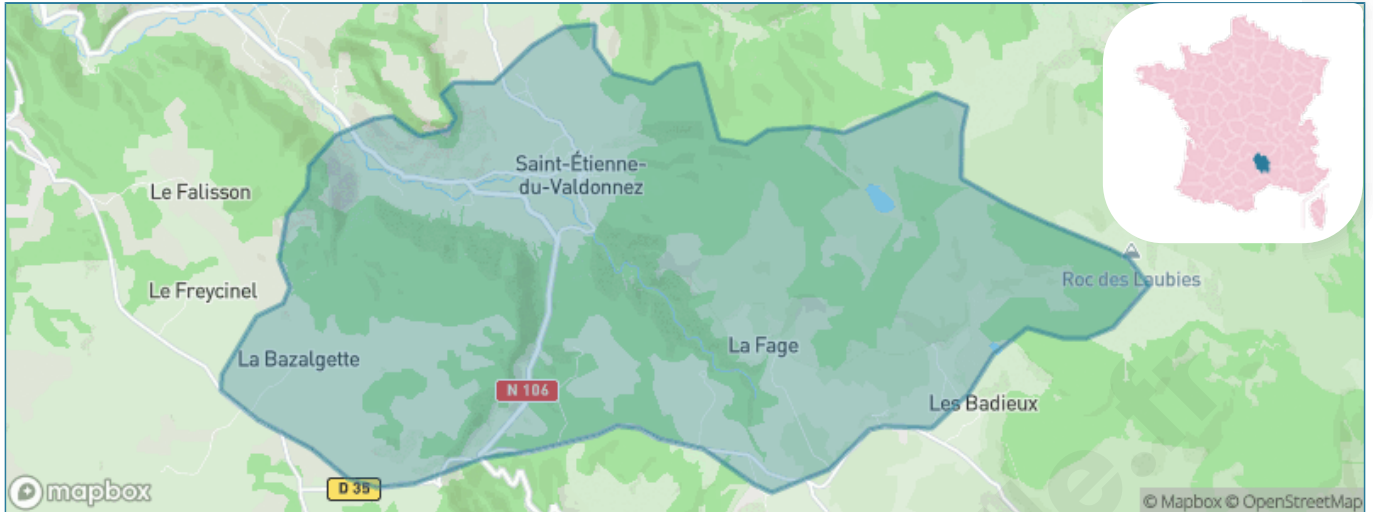 Saint-Étienne-
du-Valdonnez
Le Falisson
Roc des Laubies
Le Freycinel
La Fage
La Bazalgette
N 106
Les Badieux
D 35
mapbox
© Mapbox © OpenStreetMap